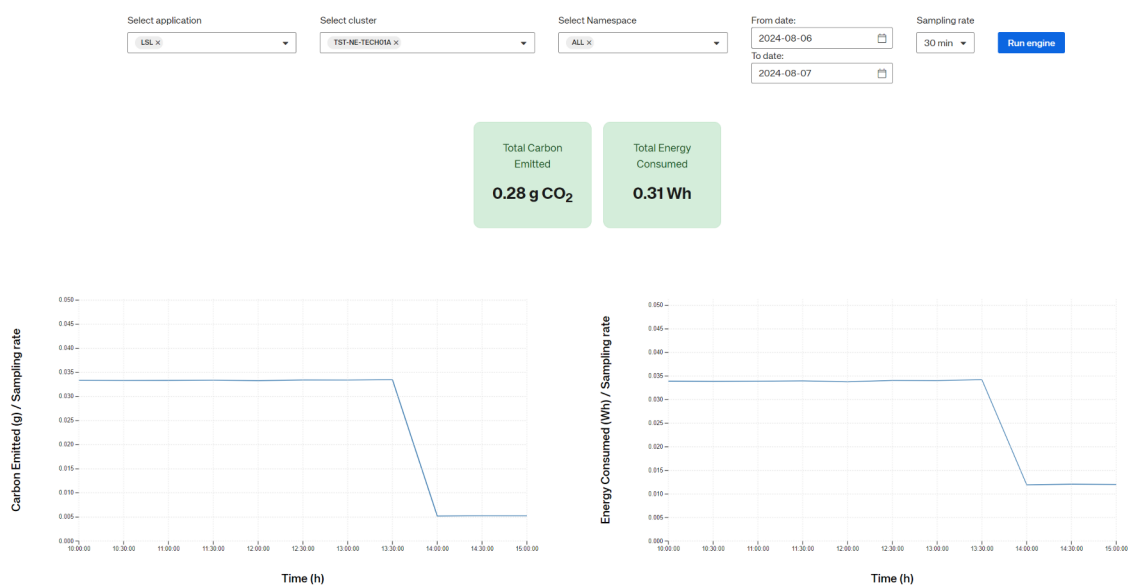 Select application
Select cluster
Select Namespace
From date:
Sampling rate
LSL ×
TST-NE-TECH01A ×
ALL ×
2024-08-06
30 min
Run engine
To date:
2024-08-07
Total Carbon
Emitted
0.28 g CO₂
Total Energy
Consumed
0.31 Wh
Carbon Emitted (g) / Sampling rate
0.050
0.045
0.040
0.035
0.030
0.025
0.020
0.015
0.010
0.005
0.000
10:00:00 10:30:00 11:00:00 11:30:00 12:00:00 12:30:00 13:00:00 13:30:00 14:00:00 14:30:00 15:00:00
Time (h)
Energy Consumed (Wh) / Sampling rate
0.050
0.045
0.040
0.035
0.030
0.025
0.020
0.015
0.010
0.005
0.000
10:00:00 10:30:00 11:00:00 11:30:00 12:00:00 12:30:00 13:00:00 13:30:00 14:00:00 14:30:00 15:00:00
Time (h)